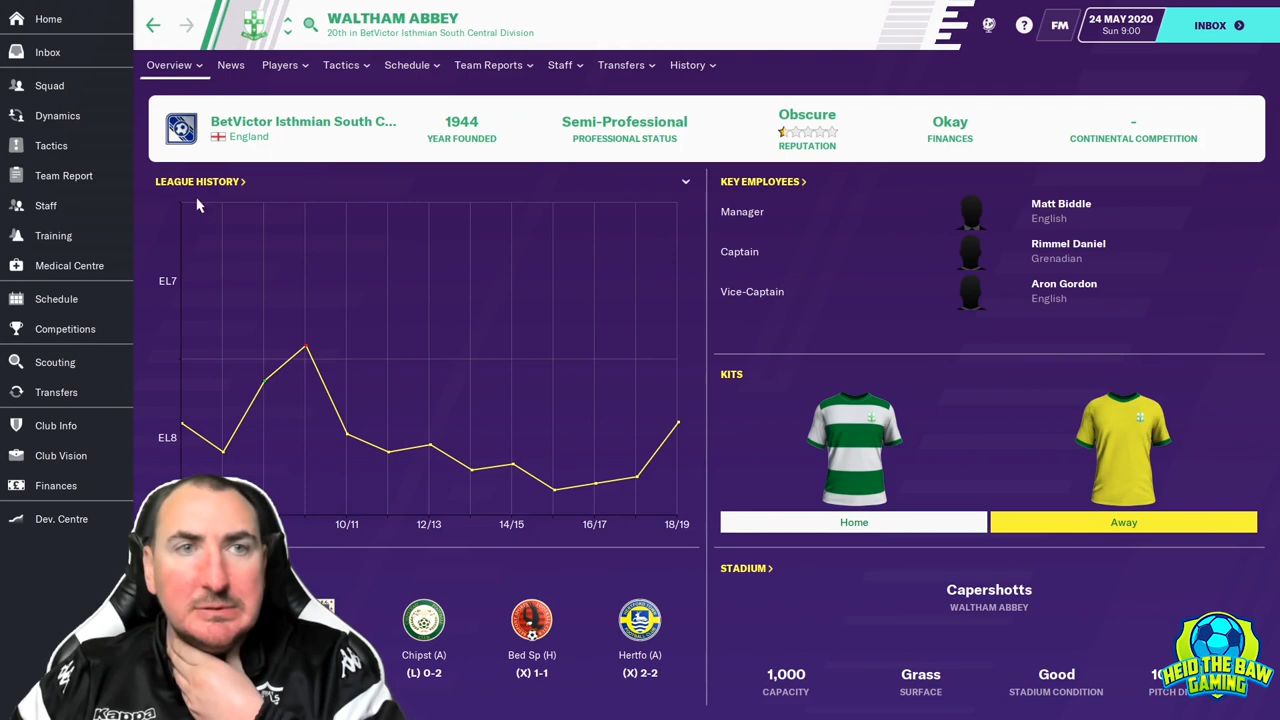 Home
WALTHAM ABBEY
20th in BetVictor Isthmian South Central Division
FM
24 MAY 2020
Sun 9:00
INBOX
Inbox
Squad
Dynamics
Tactics
Team Report
Staff
Training
Medical Centre
Schedule
Competitions
Scouting
Transfers
Club Info
Club Vision
Finances
Dev. Centre
Overview
News
Players
Tactics
Schedule
Team Reports
Staff
Transfers
History
BetVictor Isthmian South C...
England
1944
YEAR FOUNDED
Semi-Professional
PROFESSIONAL STATUS
Obscure
REPUTATION
Okay
FINANCES
-
CONTINENTAL COMPETITION
LEAGUE HISTORY >
EL7
EL8
10/11
12/13
14/15
16/17
18/19
KEY EMPLOYEES >
Manager
Matt Biddle
English
Captain
Rimmel Daniel
Grenadian
Vice-Captain
Aron Gordon
English
KITS
Home
Away
STADIUM >
Capershotts
WALTHAM ABBEY
1,000
CAPACITY
Grass
SURFACE
Good
STADIUM CONDITION
Chipst (A)
(L) 0-2
Bed Sp (H)
(X) 1-1
Hertfo (A)
(X) 2-2
kappa
HEID THE BAW
GAMING